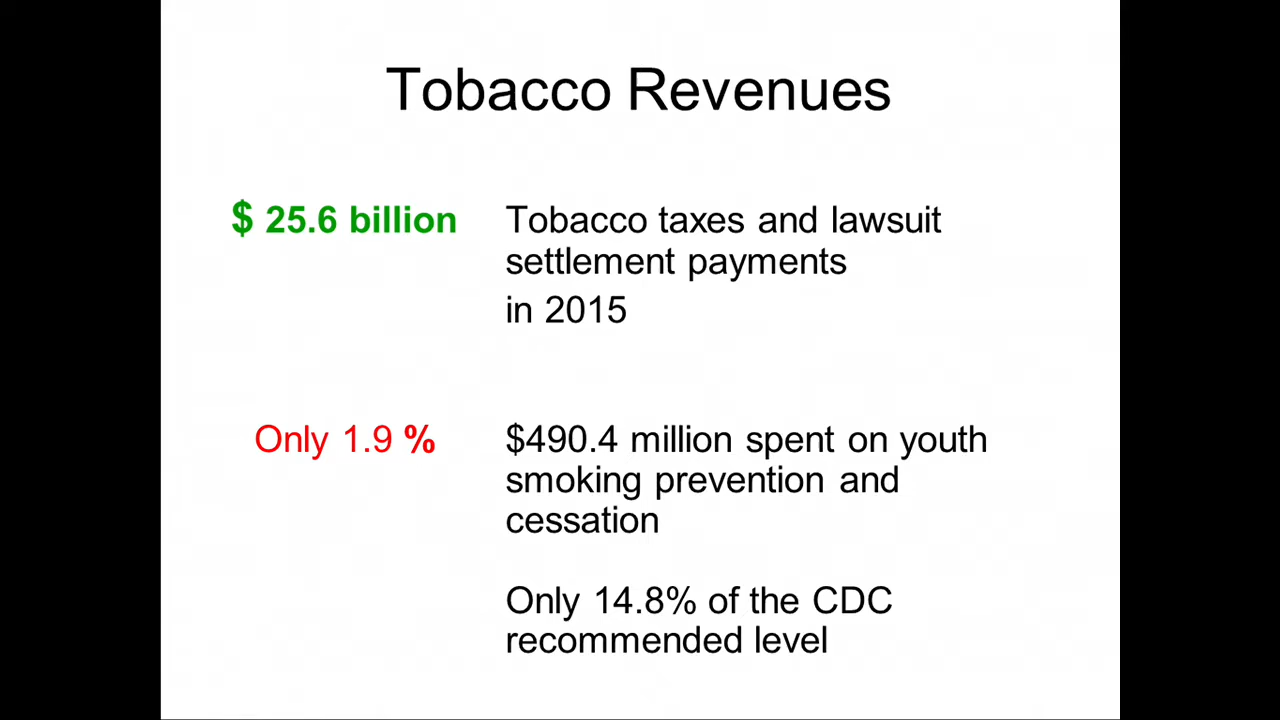 Tobacco Revenues
$ 25.6 billion
Tobacco taxes and lawsuit
settlement payments
in 2015
Only 1.9 %
$490.4 million spent on youth
smoking prevention and
cessation
Only 14.8% of the CDC
recommended level